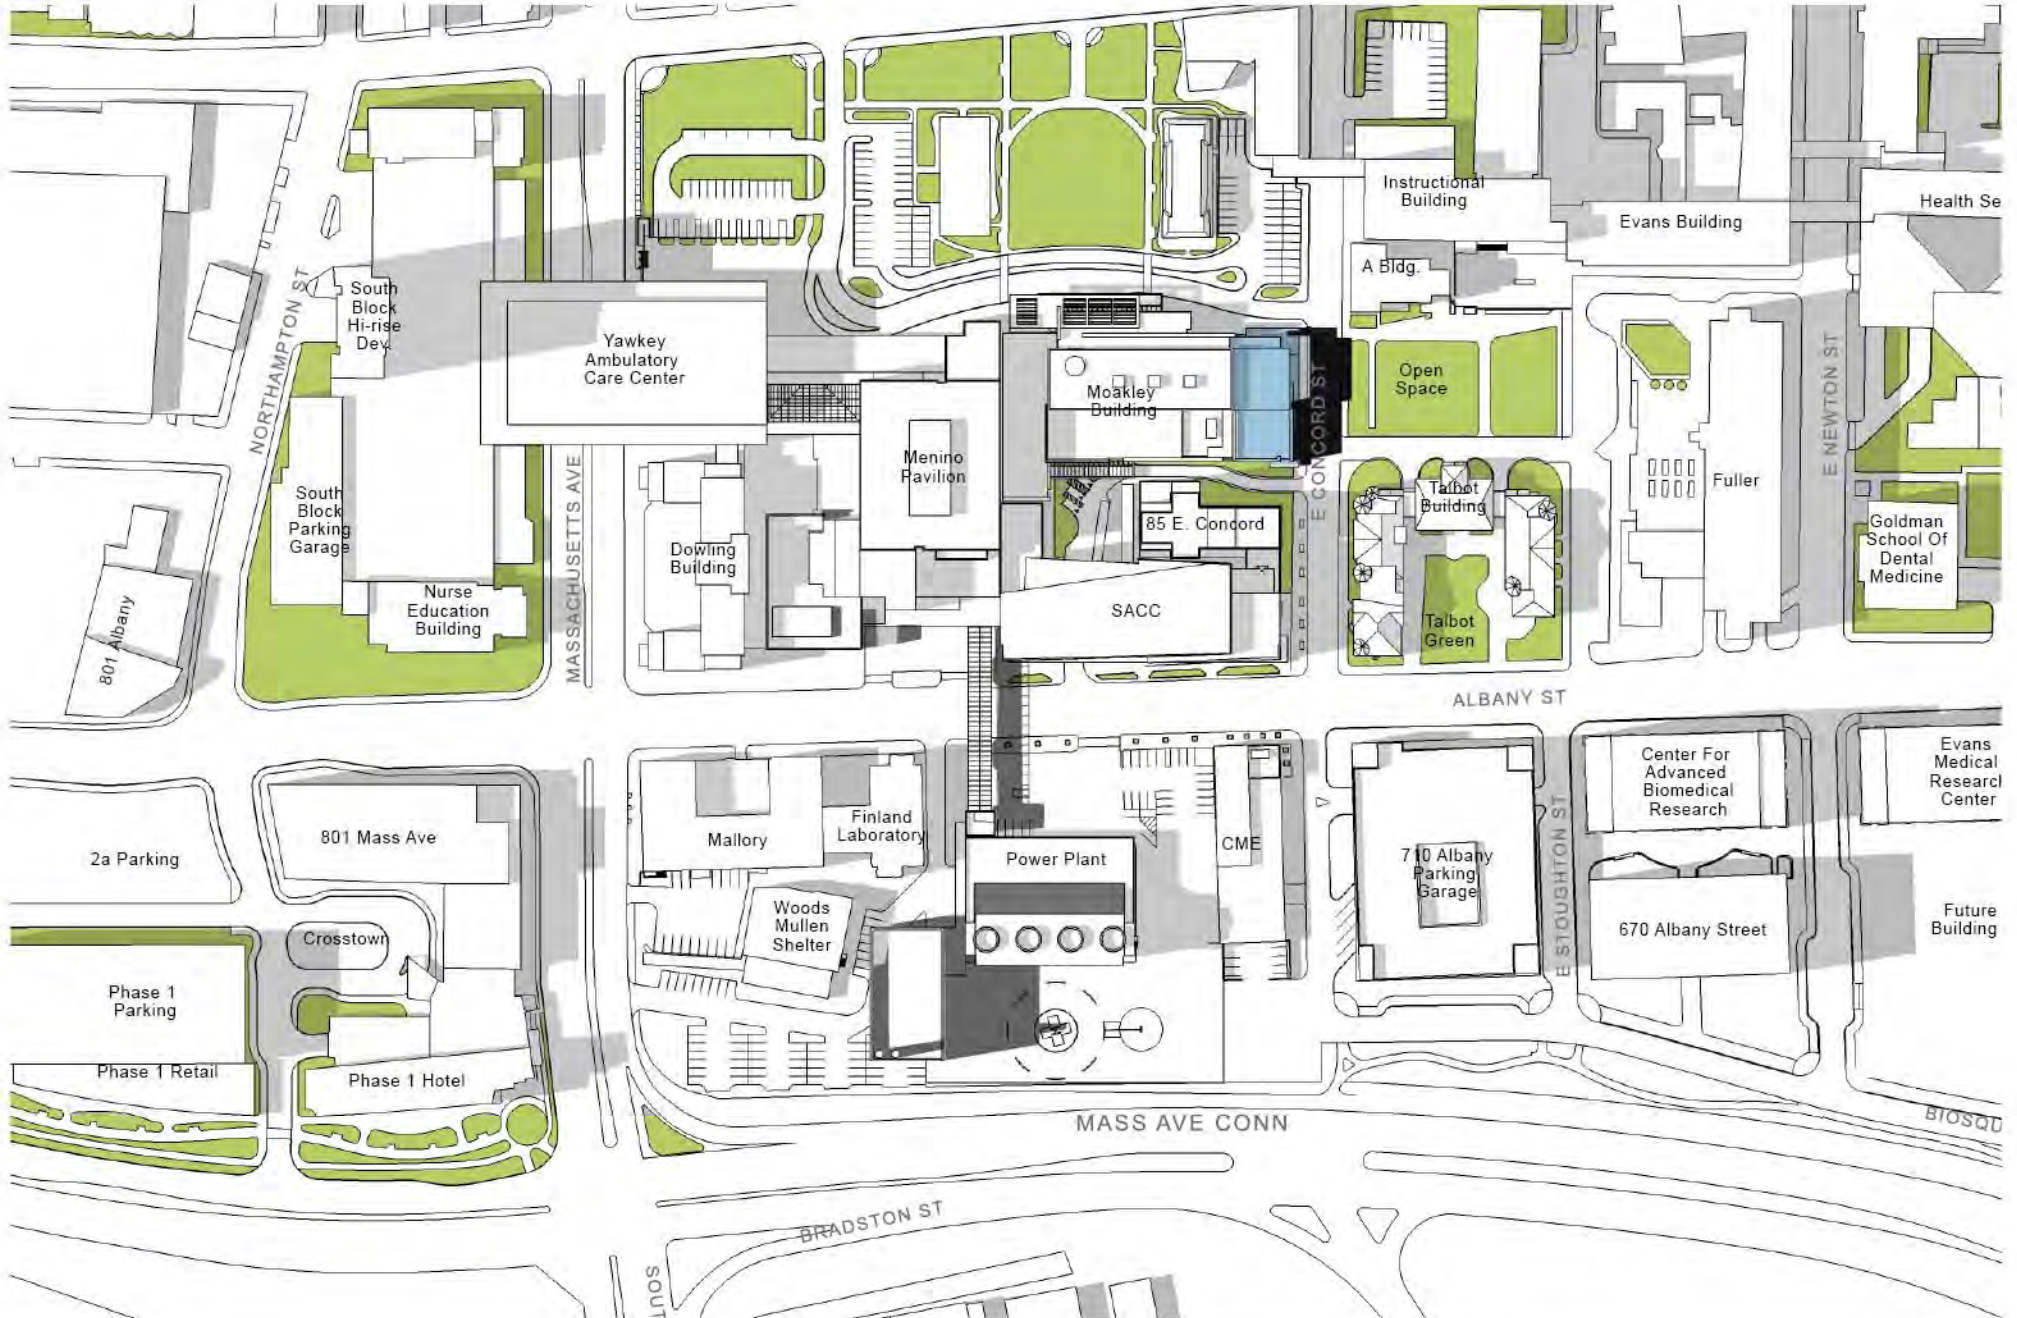 Instructional
Building
Evans Building
Health Se
A Bldg.
NORTHAMPTON ST
South
Block
Hi-rise
Dev.
Yawkey
Ambulatory
Care Center
Moakley
Building
E CONCORD ST
Open
Space
E NEWTON ST
Menino
Pavilion
South
Block
Parking
Garage
MASSACHUSETTS AVE
Dowling
Building
85 E. Concord
Talbot
Building
Fuller
Goldman
School Of
Dental
Medicine
Nurse
Education
Building
SACC
Talbot
Green
801 Albany
ALBANY ST
2a Parking
801 Mass Ave
Mallory
Finland
Laboratory
Power Plant
CME
710 Albany
Parking
Garage
E STOUGHTON ST
Center For
Advanced
Biomedical
Research
Evans
Medical
Research
Center
Crosstown
Woods
Mullen
Shelter
670 Albany Street
Future
Building
Phase 1
Parking
Phase 1 Retail
Phase 1 Hotel
MASS AVE CONN
BIOSQU
BRADSTON ST
SOUT